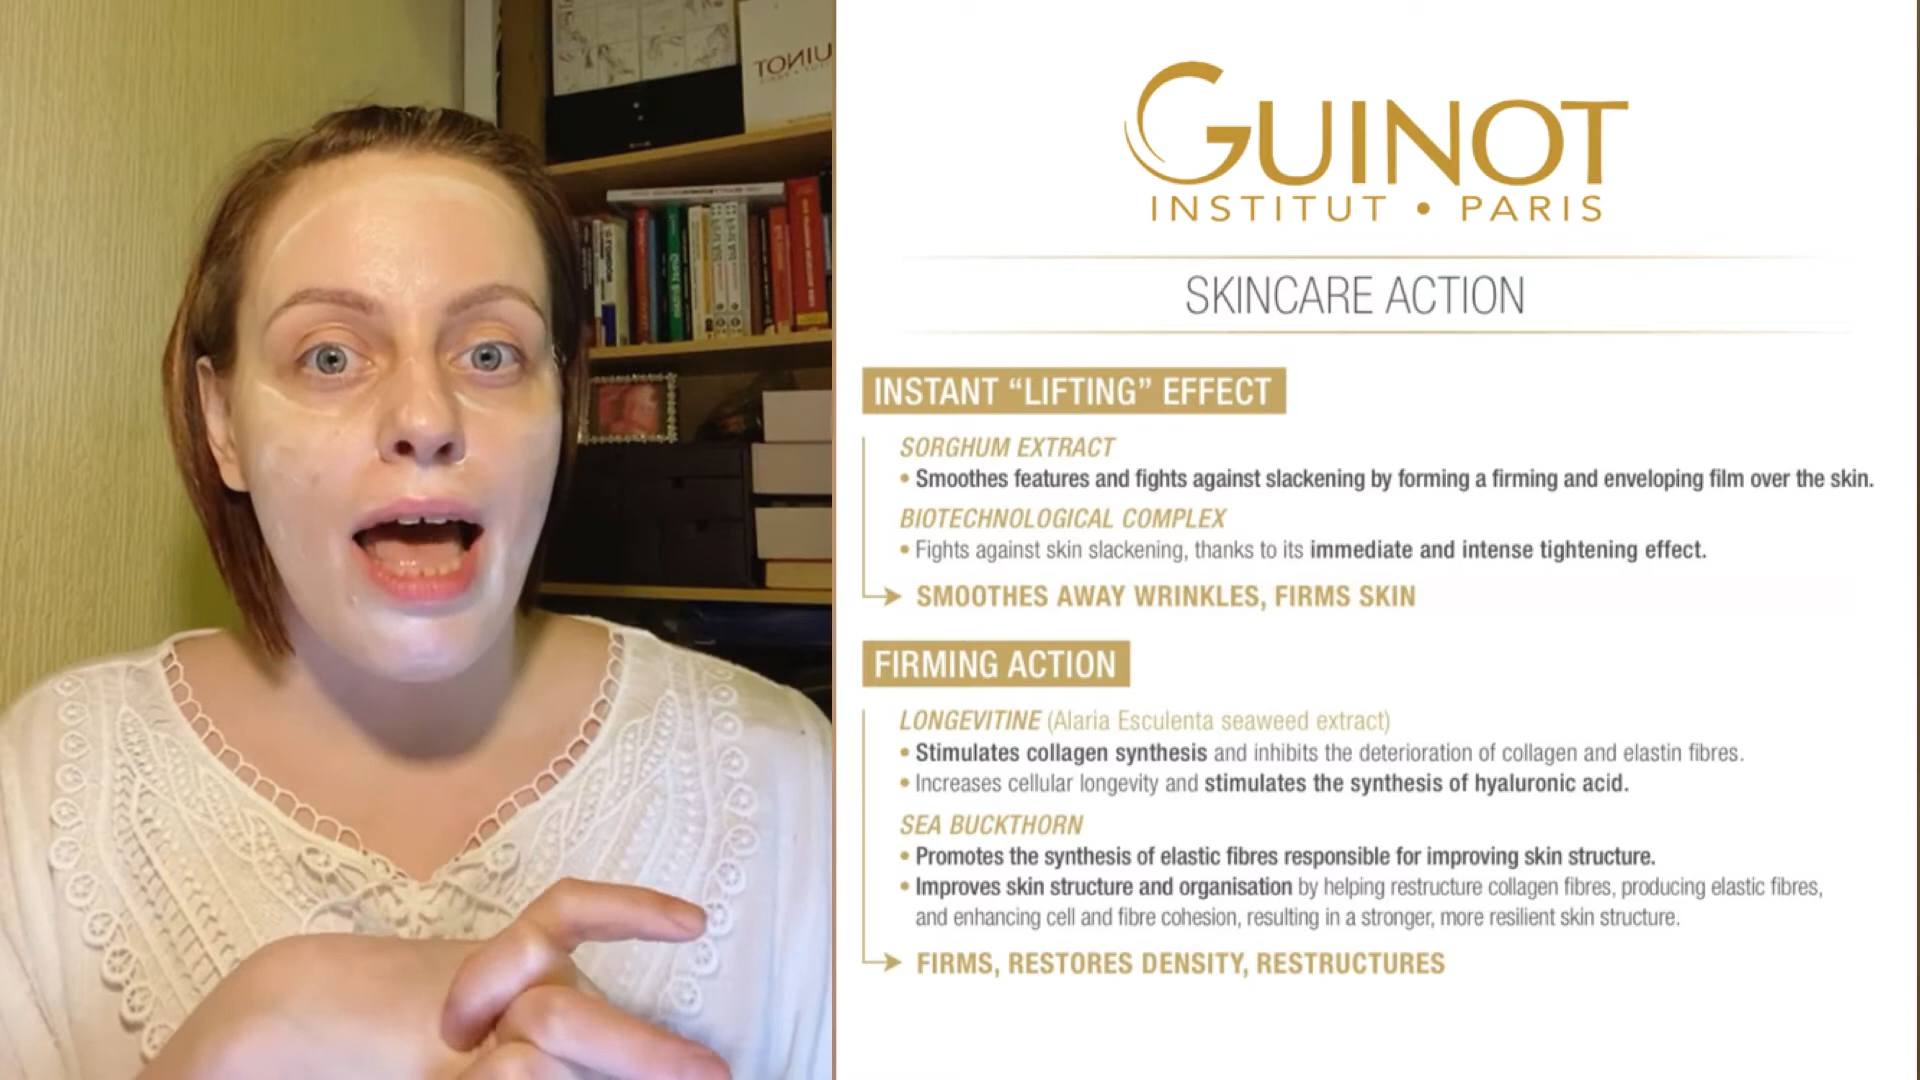 GUINOT
INSTITUT • PARIS
SKINCARE ACTION
INSTANT “LIFTING” EFFECT
SORGHUM EXTRACT
• Smoothes features and fights against slackening by forming a firming and enveloping film over the skin.
BIOTECHNOLOGICAL COMPLEX
• Fights against skin slackening, thanks to its immediate and intense tightening effect.
SMOOTHES AWAY WRINKLES, FIRMS SKIN
FIRMING ACTION
LONGEVITINE (Alaria Esculenta seaweed extract)
• Stimulates collagen synthesis and inhibits the deterioration of collagen and elastin fibres.
• Increases cellular longevity and stimulates the synthesis of hyaluronic acid.
SEA BUCKTHORN
• Promotes the synthesis of elastic fibres responsible for improving skin structure.
• Improves skin structure and organisation by helping restructure collagen fibres, producing elastic fibres,
and enhancing cell and fibre cohesion, resulting in a stronger, more resilient skin structure.
FIRMS, RESTORES DENSITY, RESTRUCTURES